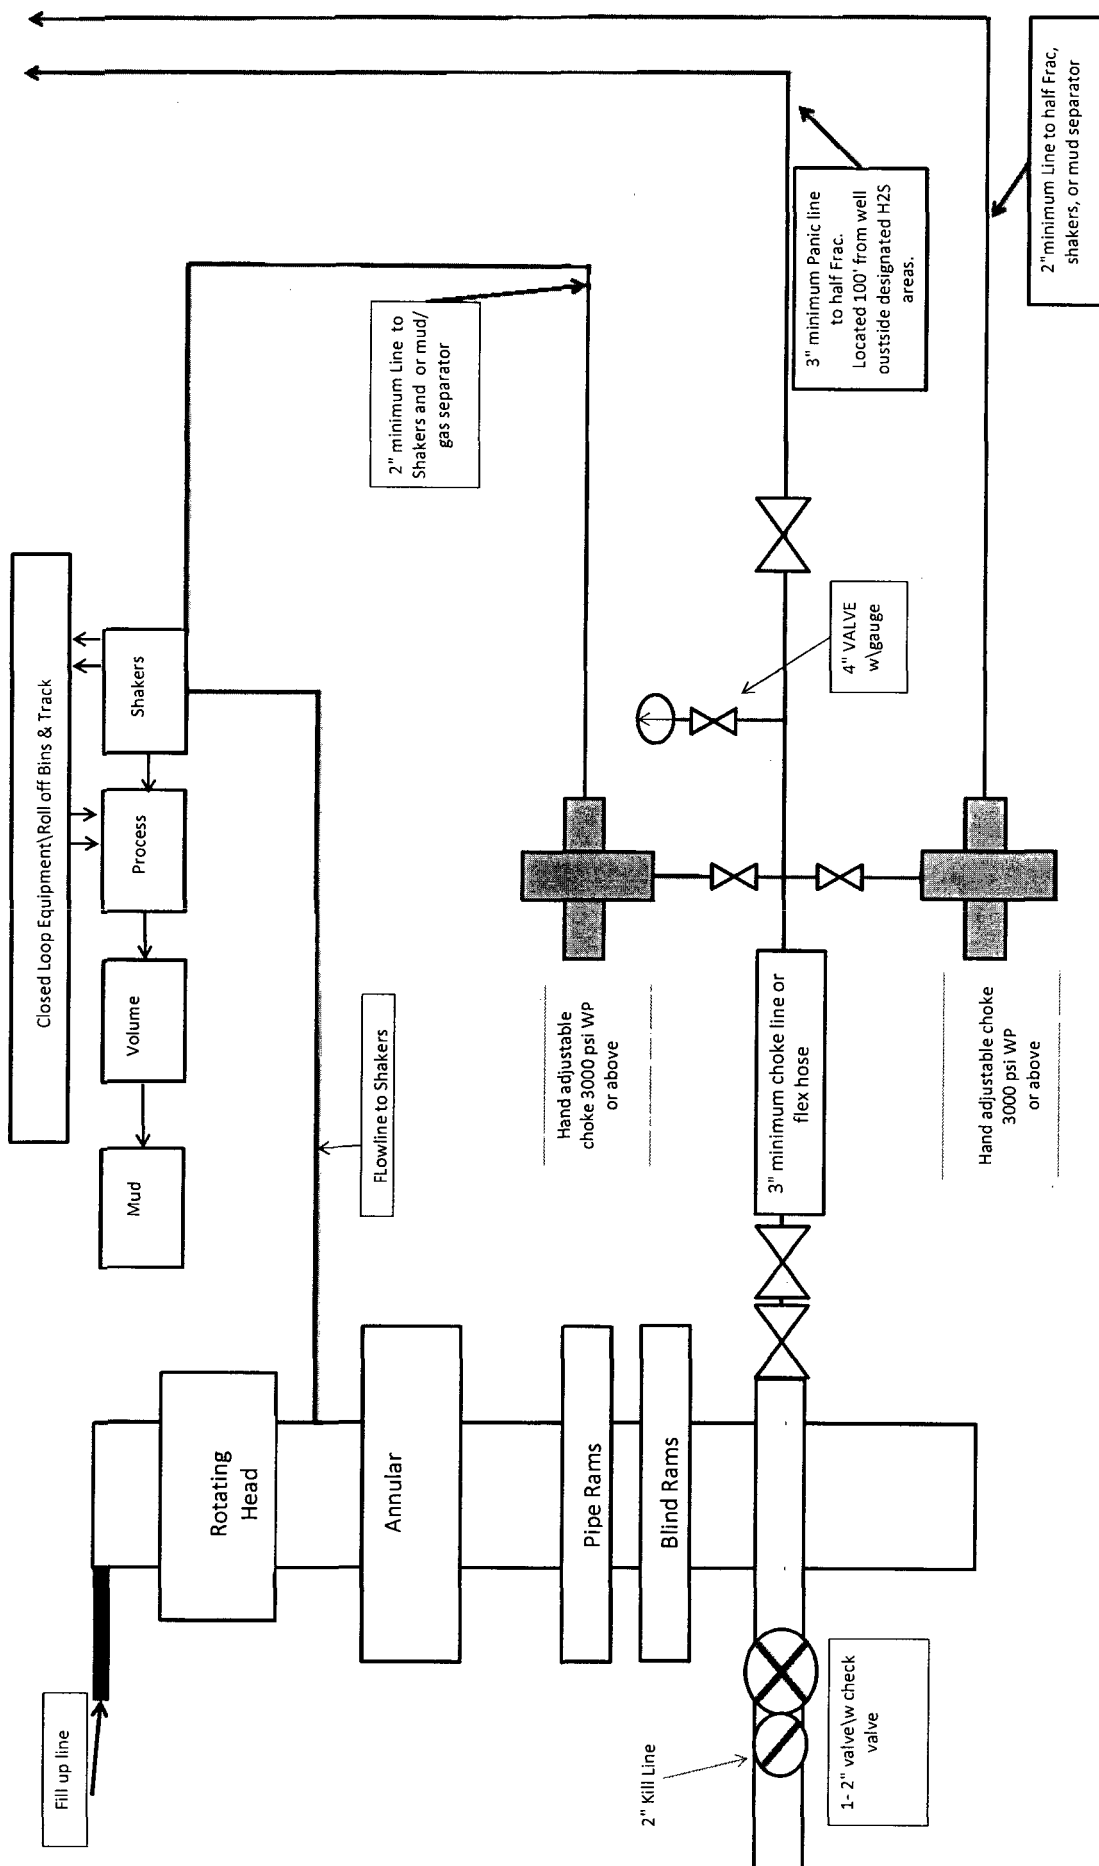 Fill up line
Rotating
Head
Annular
Pipe Rams
Blind Rams
2" Kill Line
1- 2" valve\w check
valve
Closed Loop Equipment\Roll off Bins & Track
Mud
Volume
Process
Shakers
FLowline to Shakers
Hand adjustable
choke 3000 psi WP
or above
3" minimum choke line or
flex hose
Hand adjustable choke
3000 psi WP
or above
2" minimum Line to
Shakers and or mud/
gas separator
4" VALVE
w\gauge
3" minimum Panic line
to half Frac.
Located 100' from well
oustside designated H2S
areas.
2"minimum Line to half Frac,
shakers, or mud separator